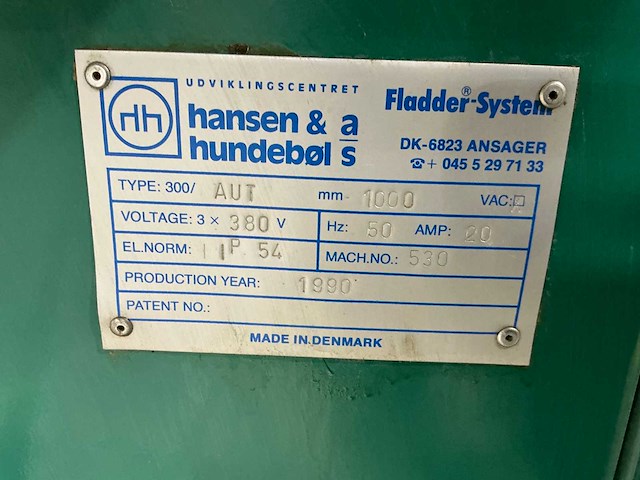 UDVIKLINGSCENTRET
hh
hansen & a/s
hundebøl
Fladder®-System
DK-6823 ANSAGER
☎+ 045 5 29 71 33
TYPE: 300/ AUT mm 1000 VAC:
VOLTAGE: 3 × 380 V Hz: 50 AMP: 20
EL.NORM: IP 54 MACH.NO.: 530
PRODUCTION YEAR: 1990
PATENT NO.:
MADE IN DENMARK